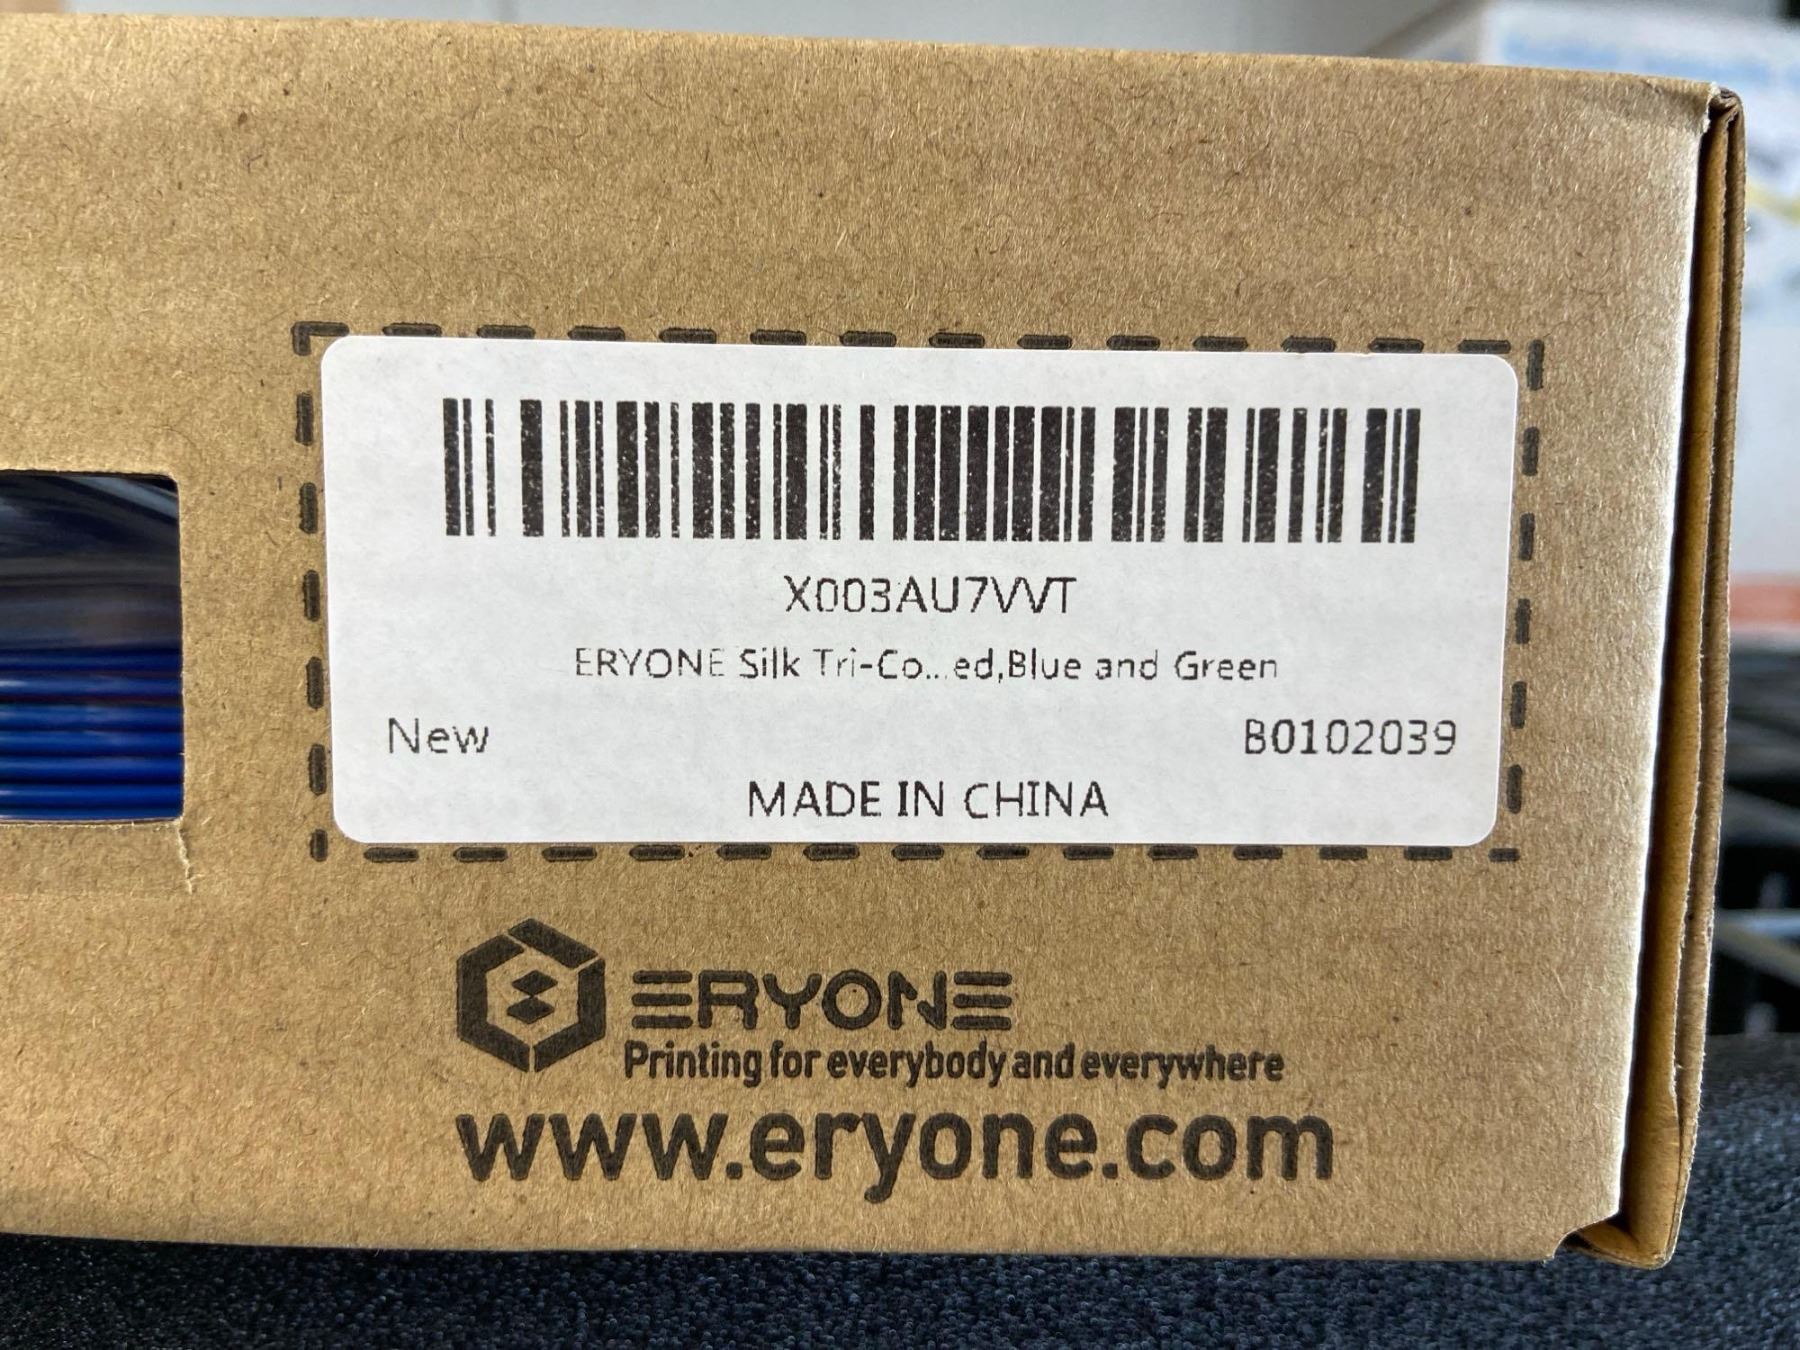 X003AU7VVT
ERYONE Silk Tri-Co...ed,Blue and Green
New B0102039
MADE IN CHINA
ERYONE
Printing for everybody and everywhere
www.eryone.com